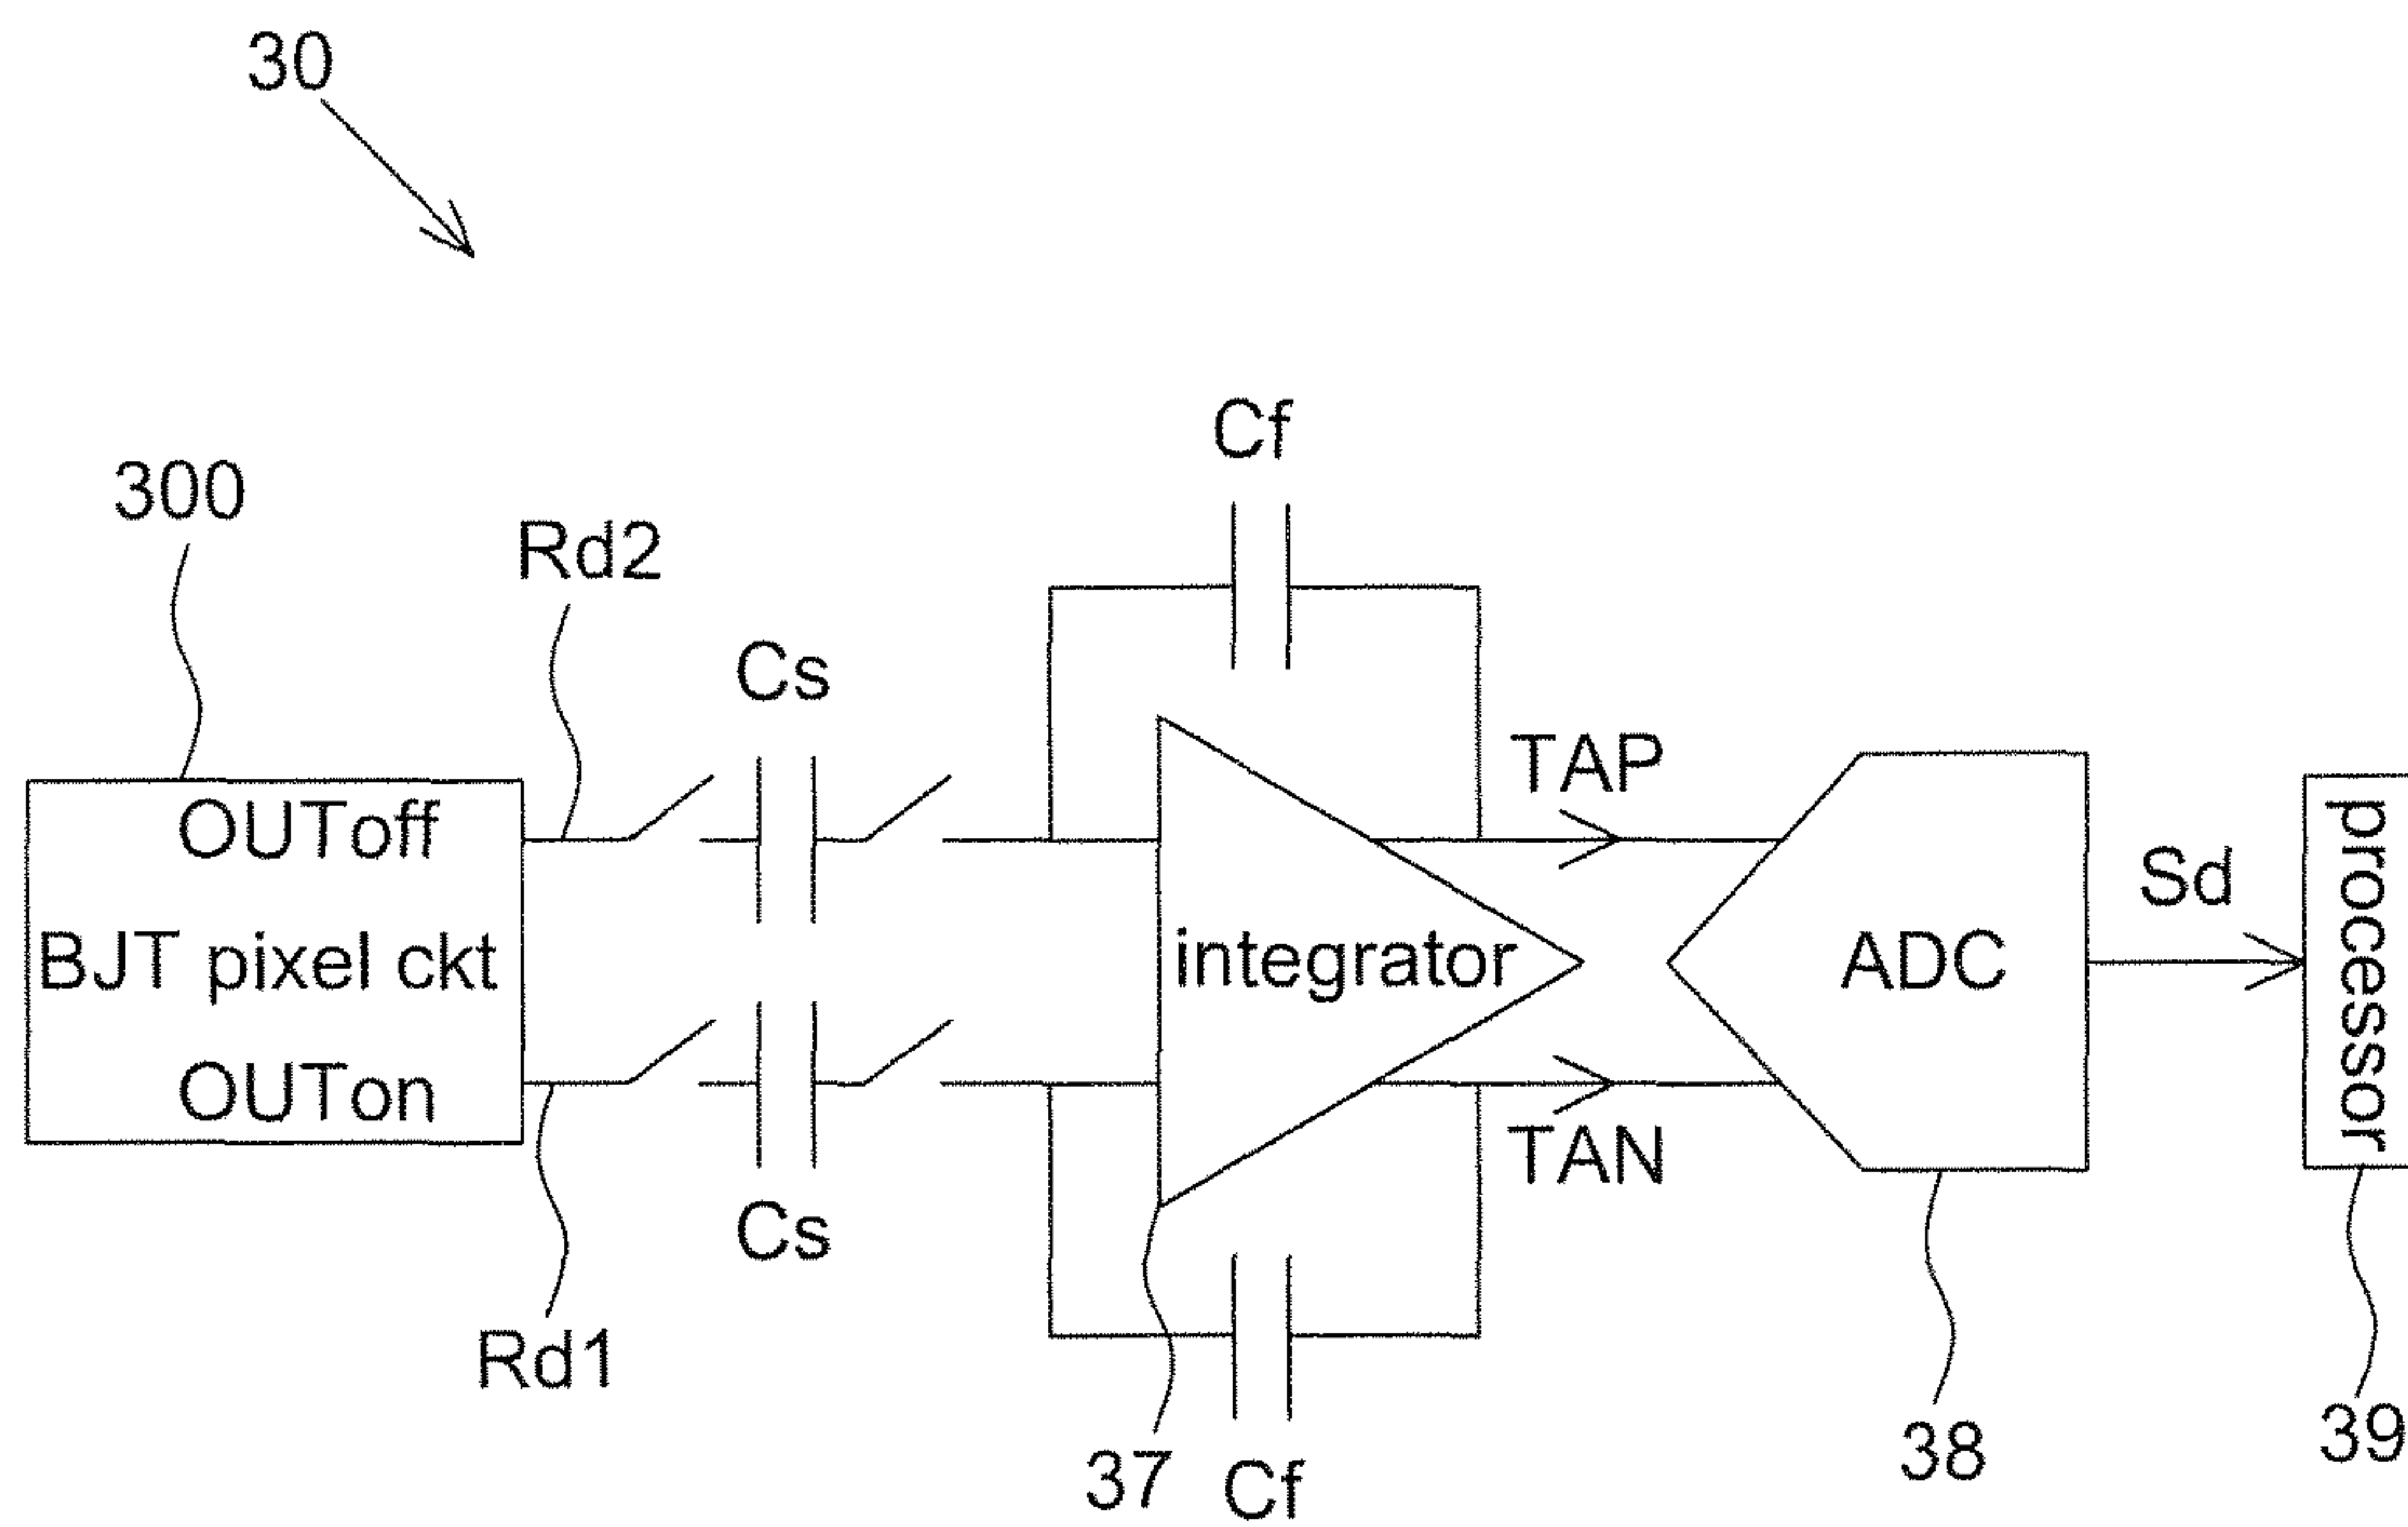 30
Cf
300
Rd2
Cs
TAP
OUToff
processor
Sd
BJT pixel ckt
integrator
ADC
OUTon
TAN
Cs
Rd1
37
Cf
38
39